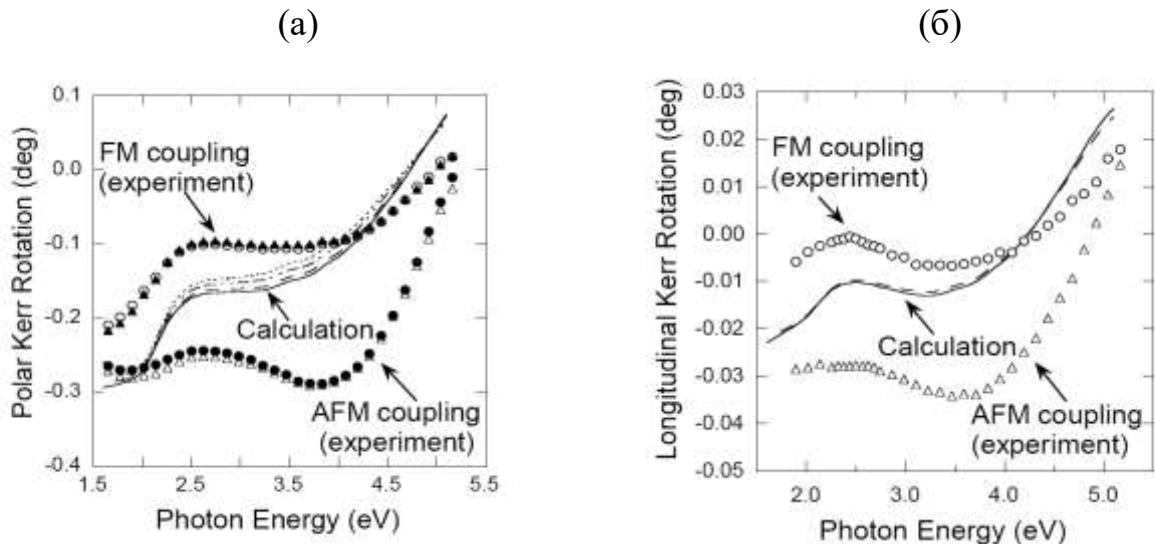 (а)
(б)
Polar Kerr Rotation (deg)
0.1
0.0
-0.1
-0.2
-0.3
-0.4
FM coupling
(experiment)
Calculation
AFM coupling
(experiment)
1.5
2.5
3.5
4.5
5.5
Photon Energy (eV)
Longitudinal Kerr Rotation (deg)
0.03
0.02
0.01
0.00
-0.01
-0.02
-0.03
-0.04
-0.05
FM coupling
(experiment)
Calculation
AFM coupling
(experiment)
2.0
3.0
4.0
5.0
Photon Energy (eV)